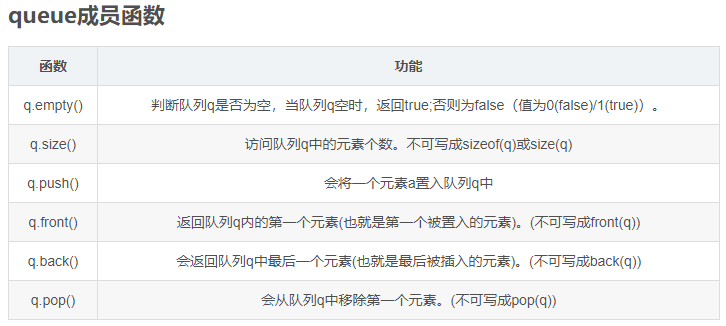 queue成员函数
函数 功能
q.empty() 判断队列q是否为空，当队列q空时，返回true;否则为false（值为0(false)/1(true)）。
q.size() 访问队列q中的元素个数。不可写成sizeof(q)或size(q)
q.push() 会将一个元素a置入队列q中
q.front() 返回队列q内的第一个元素(也就是第一个被置入的元素)。(不可写成front(q))
q.back() 会返回队列q中最后一个元素(也就是最后被插入的元素)。(不可写成back(q))
q.pop() 会从队列q中移除第一个元素。(不可写成pop(q))